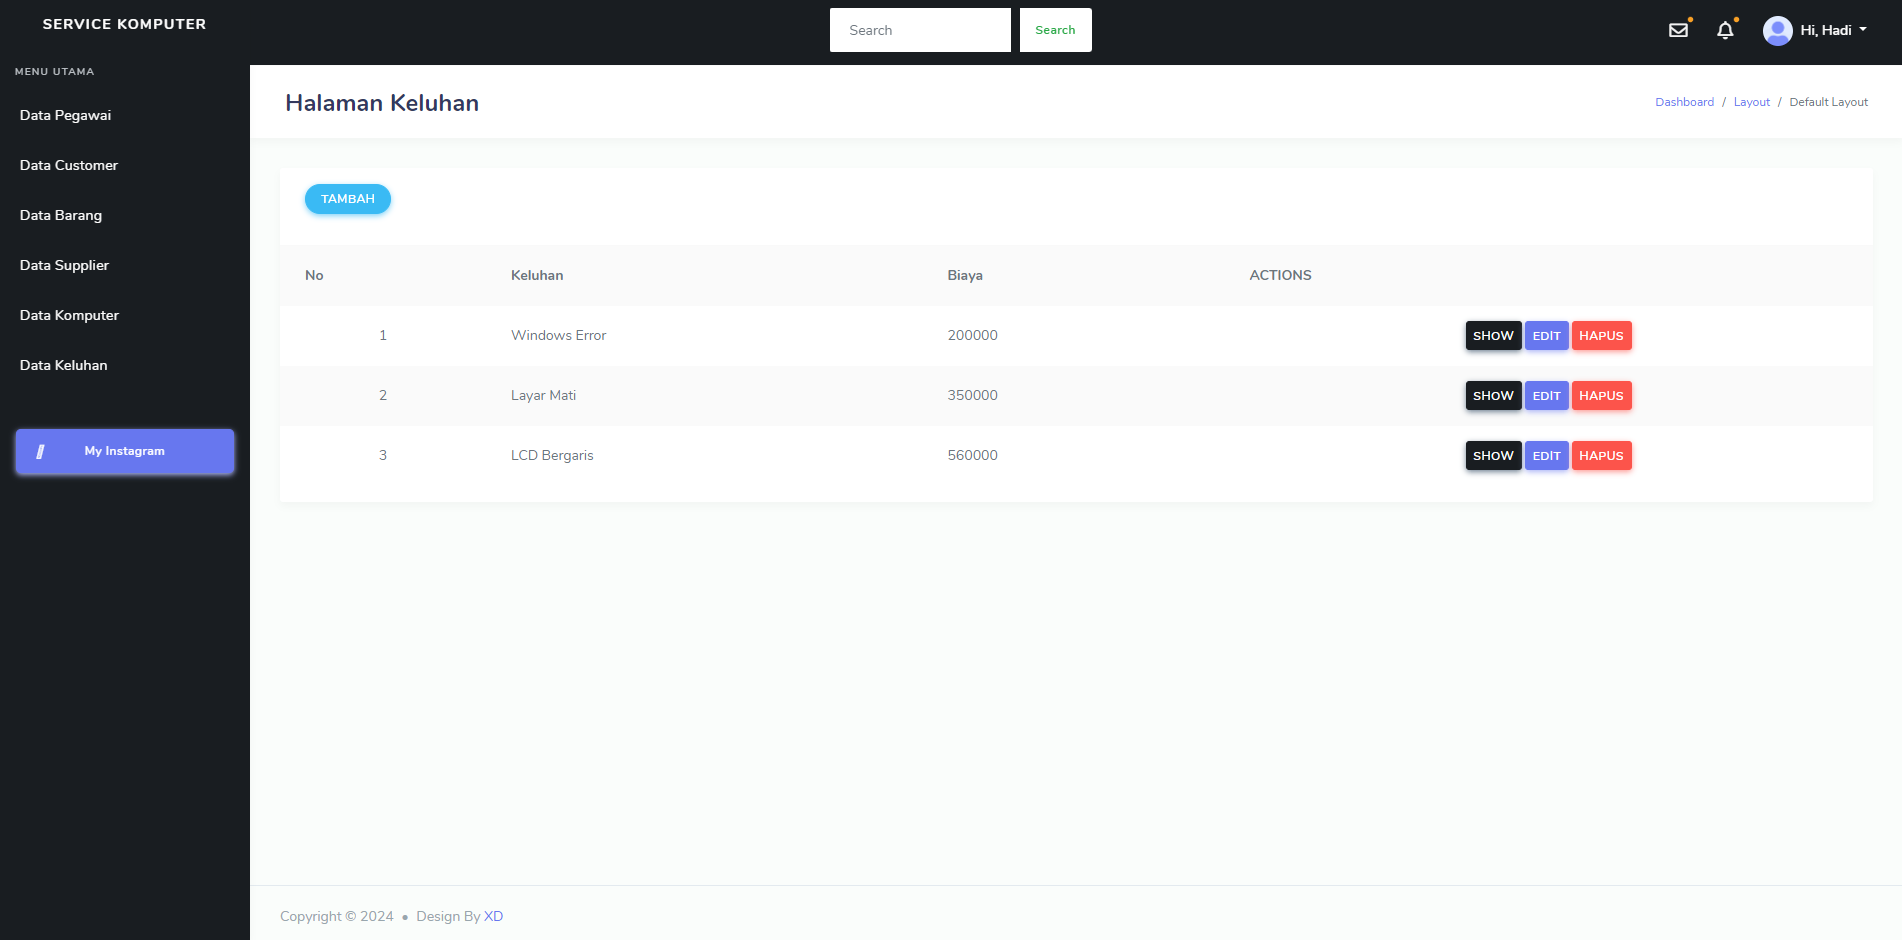 SERVICE KOMPUTER
Search Search Hi, Hadi
MENU UTAMA
Data Pegawai
Data Customer
Data Barang
Data Supplier
Data Komputer
Data Keluhan
My Instagram
Halaman Keluhan
Dashboard / Layout / Default Layout
TAMBAH
No Keluhan Biaya ACTIONS
1 Windows Error 200000 SHOW EDIT HAPUS
2 Layar Mati 350000 SHOW EDIT HAPUS
3 LCD Bergaris 560000 SHOW EDIT HAPUS
Copyright © 2024 • Design By XD